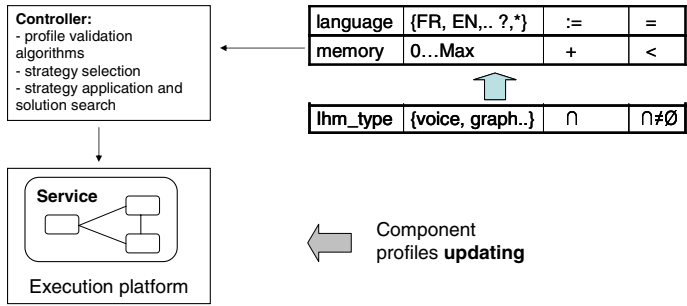 Controller:
- profile validation
algorithms
- strategy selection
- strategy application and
solution search
language {FR, EN,.. ?,*} := =
memory 0...Max + <
lhm_type {voice, graph..} ∩ ∩≠Ø
Service
Execution platform
Component
profiles updating